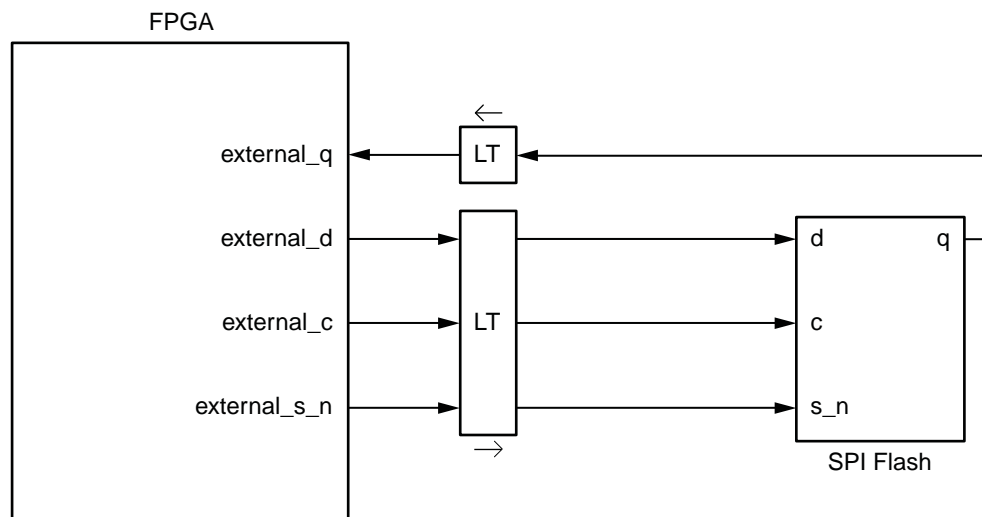 FPGA
external_q
LT
external_d
d
q
external_c
LT
c
external_s_n
s_n
SPI Flash